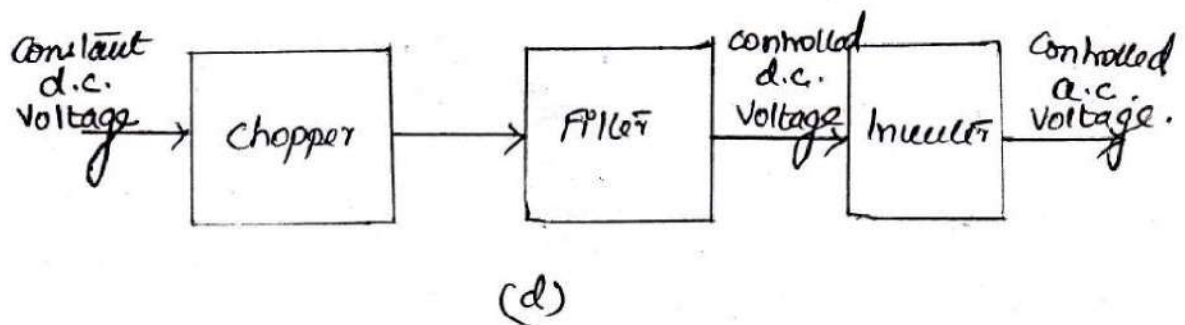 Constant
d.c.
Voltage
Chopper
Filter
Controlled
d.c.
Voltage
Inverter
Controlled
a.c.
Voltage.
(d)